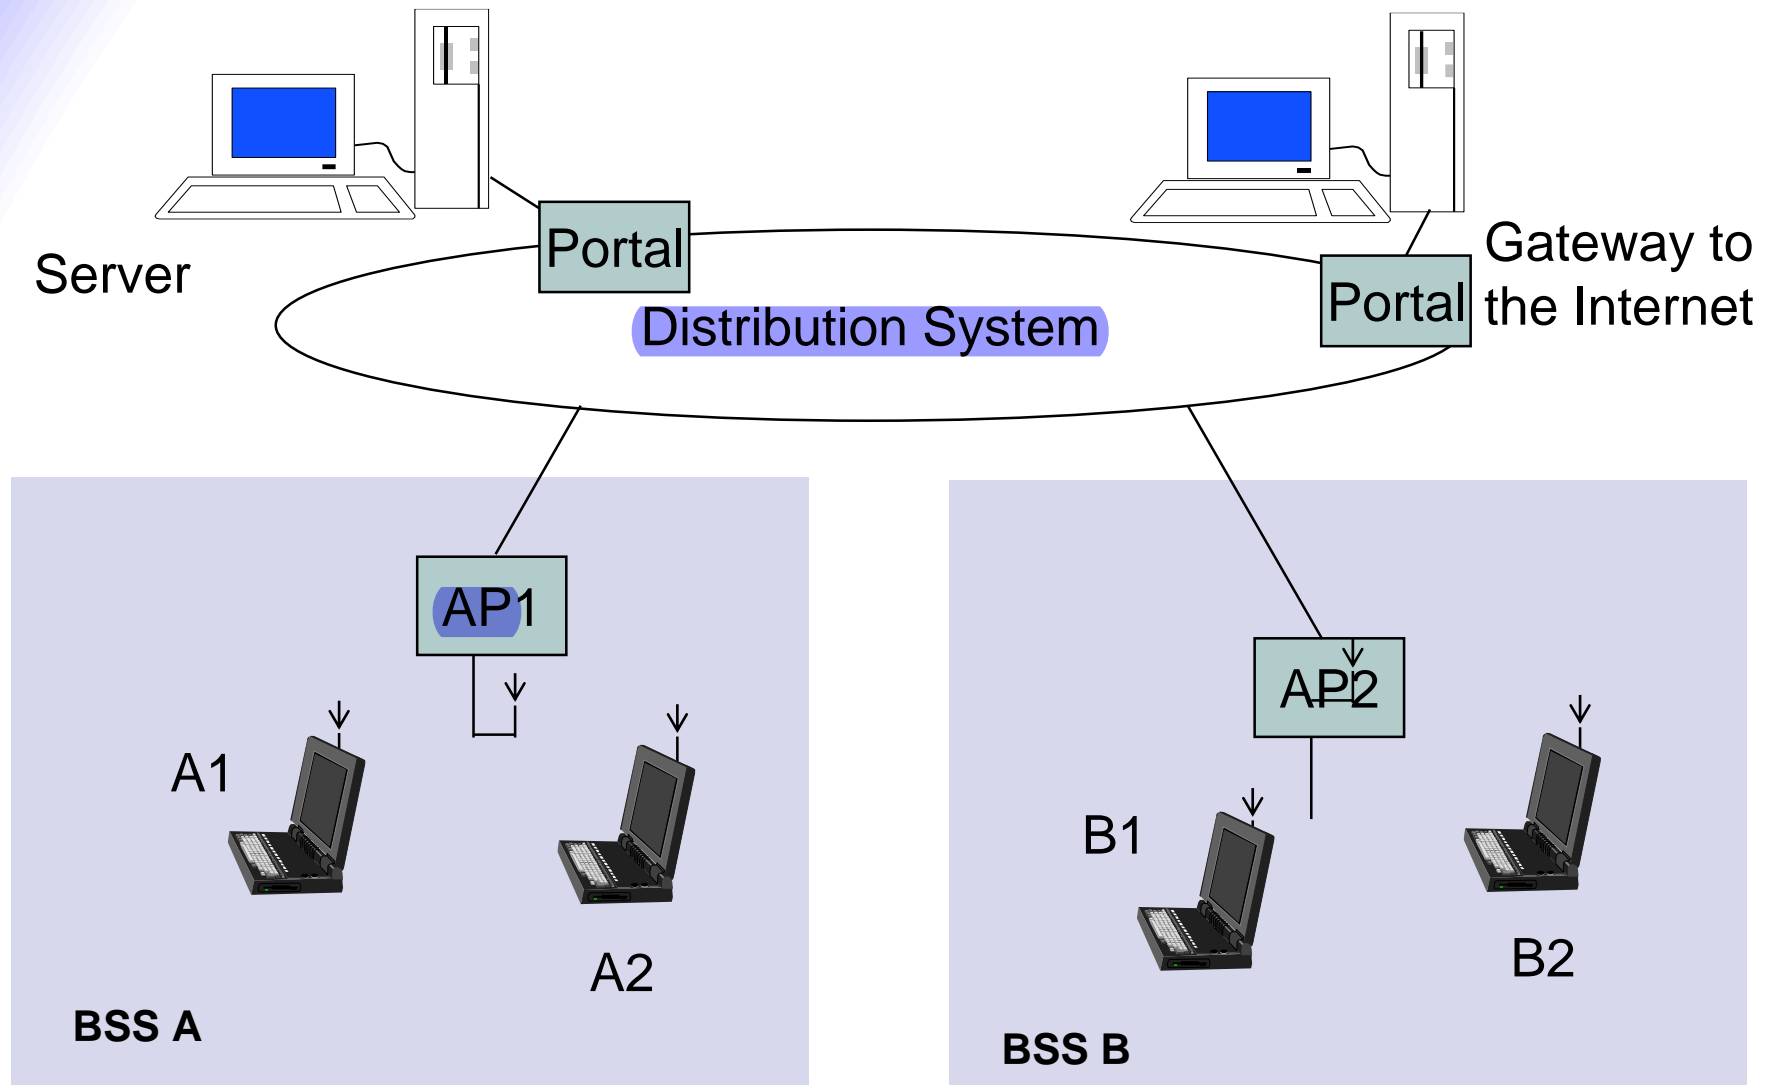 Server
Portal
Distribution System
Portal
Gateway to
the Internet
AP1
AP2
A1
A2
B1
B2
BSS A
BSS B